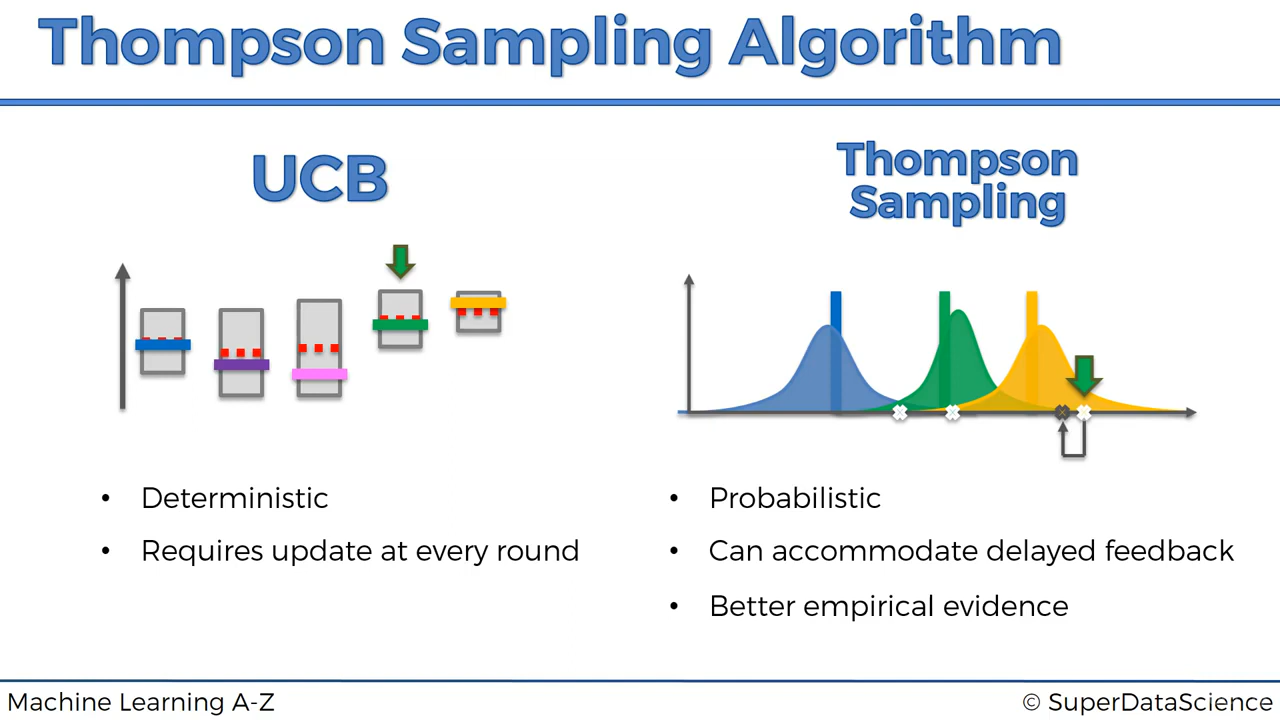 Thompson Sampling Algorithm
UCB
• Deterministic
• Requires update at every round
Thompson
Sampling
• Probabilistic
• Can accommodate delayed feedback
• Better empirical evidence
Machine Learning A-Z
© SuperDataScience